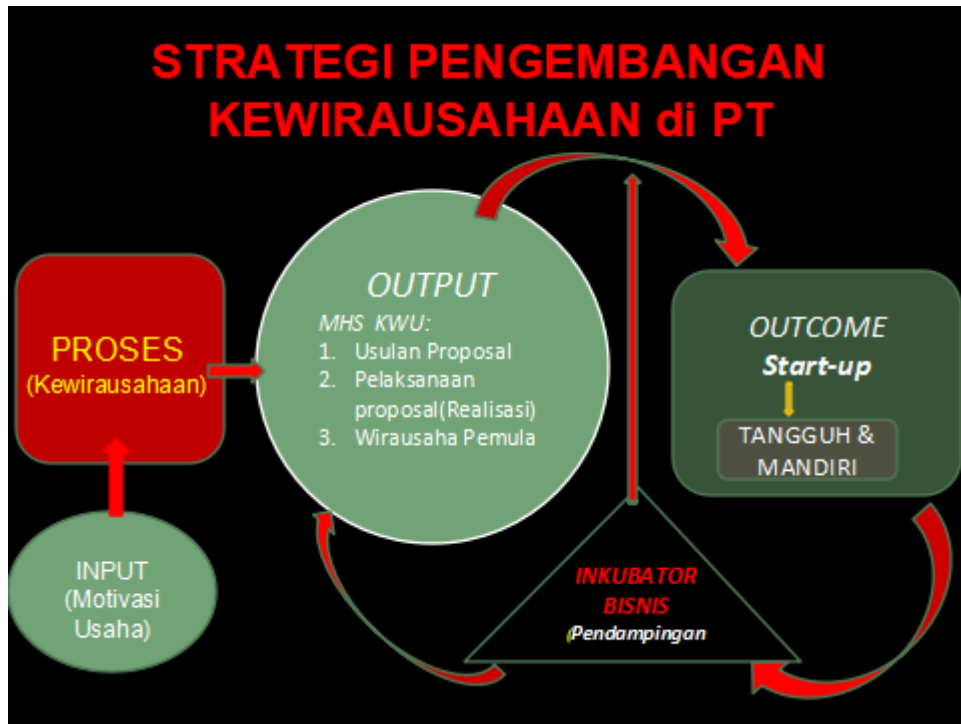 STRATEGI PENGEMBANGAN
KEWIRAUSAHAAN di PT
PROSES
(Kewirausahaan)
INPUT
(Motivasi
Usaha)
OUTPUT
MHS KWU:
1. Usulan Proposal
2. Pelaksanaan
proposal(Realisasi)
3. Wirausaha Pemula
OUTCOME
Start-up
TANGGUH &
MANDIRI
INKUBATOR
BISNIS
(Pendampingan